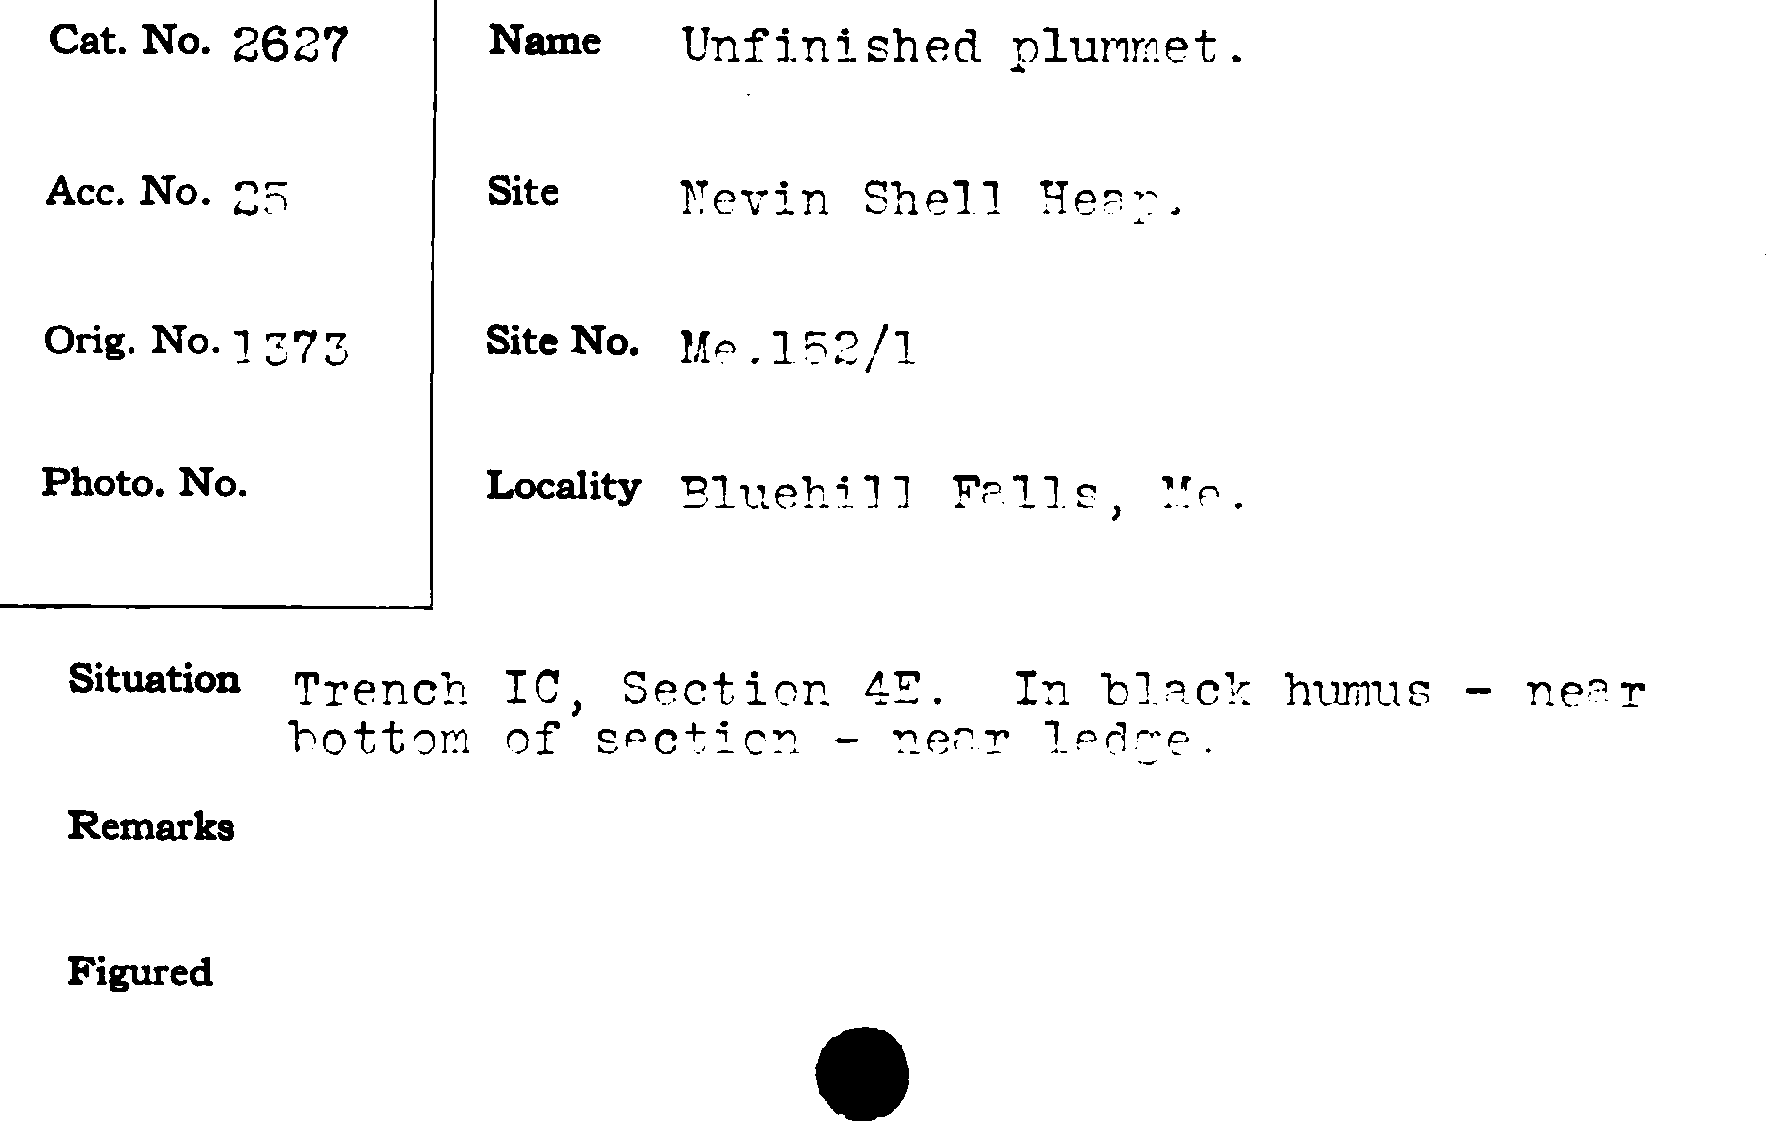 Cat. No. 2627
Name Unfinished plummet.
Acc. No. 25
Site Nevin Shell Heap.
Orig. No. 1373
Site No. Me.152/1
Photo. No.
Locality Bluehill Falls, Me.
Situation Trench IC, Section 4E. In black humus - near
bottom of section - near ledge.
Remarks
Figured